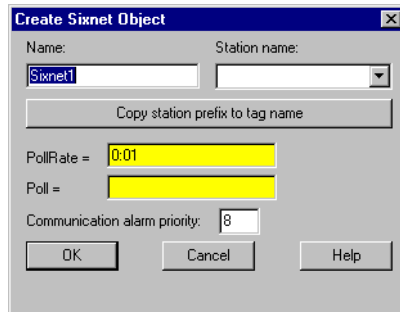 Create Sixnet Object
Name: Station name:
Sixnet1
Copy station prefix to tag name
PollRate = 0:01
Poll =
Communication alarm priority: 8
OK Cancel Help